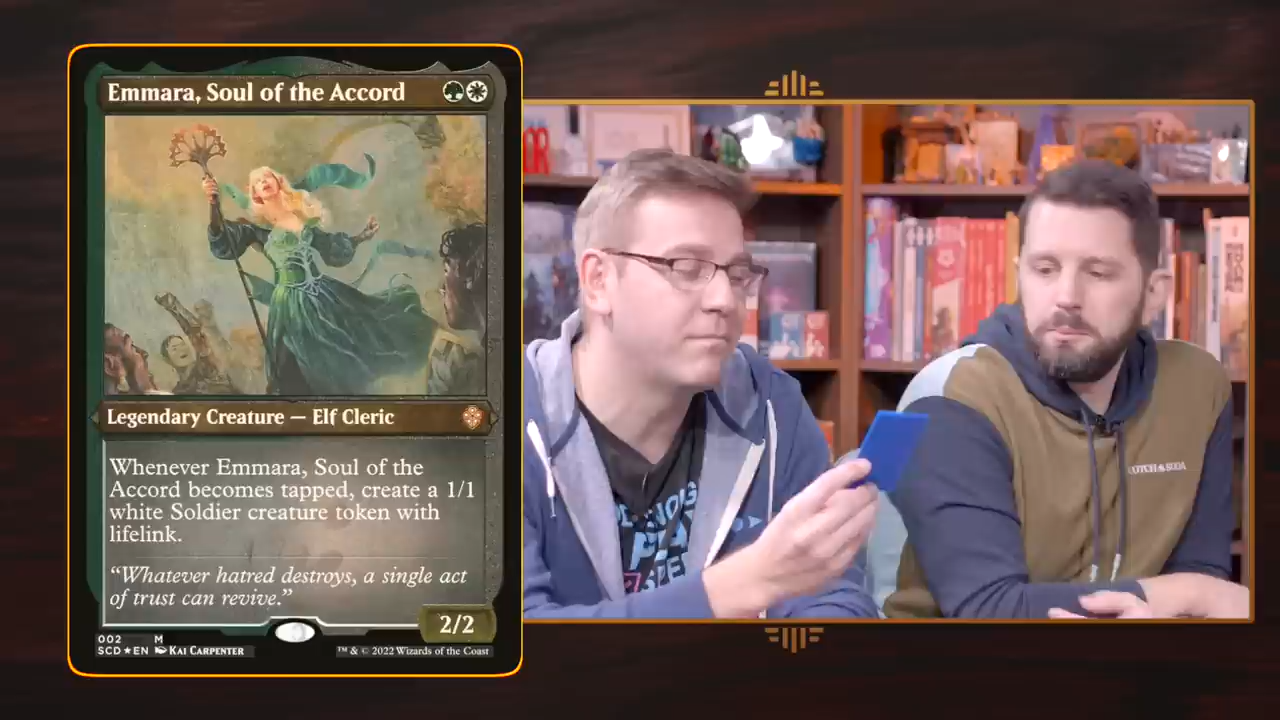 Emmara, Soul of the Accord
Legendary Creature — Elf Cleric
Whenever Emmara, Soul of the
Accord becomes tapped, create a 1/1
white Soldier creature token with
lifelink.
“Whatever hatred destroys, a single act
of trust can revive.”
2/2
002 M
SCD★EN KAI CARPENTER
™ & © 2022 Wizards of the Coast
PLAY